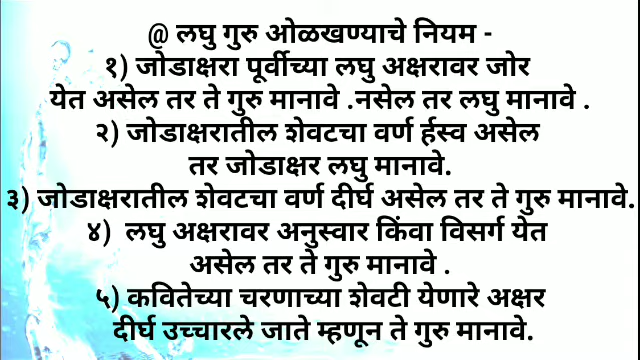 @ लघु गुरु ओळखण्याचे नियम -
१) जोडाक्षरा पूर्वीच्या लघु अक्षरावर जोर
येत असेल तर ते गुरु मानावे .नसेल तर लघु मानावे .
२) जोडाक्षरातील शेवटचा वर्ण र्हस्व असेल
तर जोडाक्षर लघु मानावे.
३) जोडाक्षरातील शेवटचा वर्ण दीर्घ असेल तर ते गुरु मानावे.
४) लघु अक्षरावर अनुस्वार किंवा विसर्ग येत
असेल तर ते गुरु मानावे .
५) कवितेच्या चरणाच्या शेवटी येणारे अक्षर
दीर्घ उच्चारले जाते म्हणून ते गुरु मानावे.